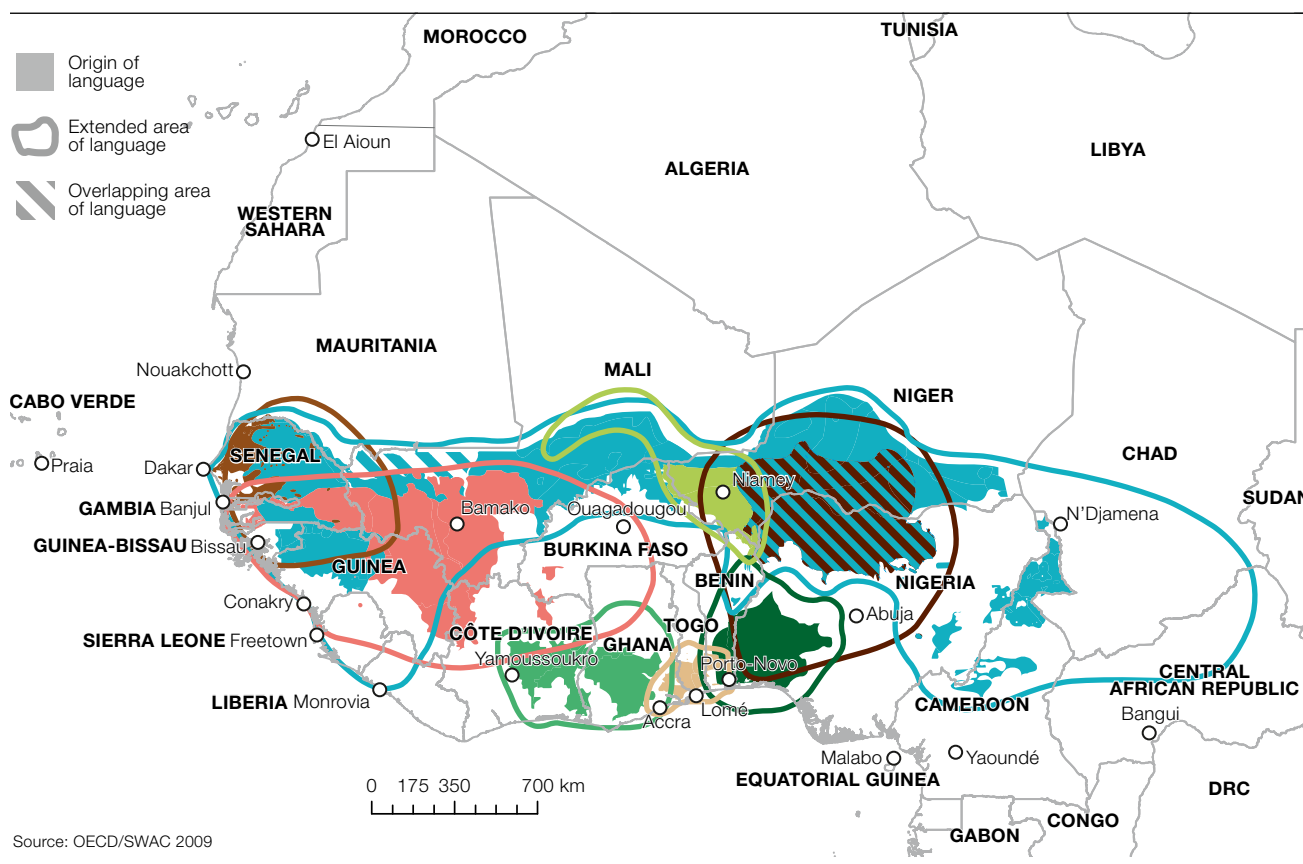 MOROCCO
TUNISIA
Origin of
language
Extended area
of language
El Aioun
LIBYA
ALGERIA
Overlapping area
of language
WESTERN
SAHARA
MAURITANIA
Nouakchott
MALI
NIGER
CABO VERDE
Praia
Dakar
SENEGAL
CHAD
Niamey
SUDAN
GAMBIA Banjul
Bamako
Ouagadougou
N'Djamena
GUINEA-BISSAU Bissau
BURKINA FASO
GUINEA
BENIN
NIGERIA
Conakry
Abuja
SIERRA LEONE Freetown
CÔTE D'IVOIRE
GHANA
TOGO
Yamoussoukro
Porto-Novo
CENTRAL
AFRICAN REPUBLIC
LIBERIA Monrovia
Lomé
CAMEROON
Accra
Bangui
Malabo
Yaoundé
EQUATORIAL GUINEA
0 175 350 700 km
DRC
CONGO
GABON
Source: OECD/SWAC 2009